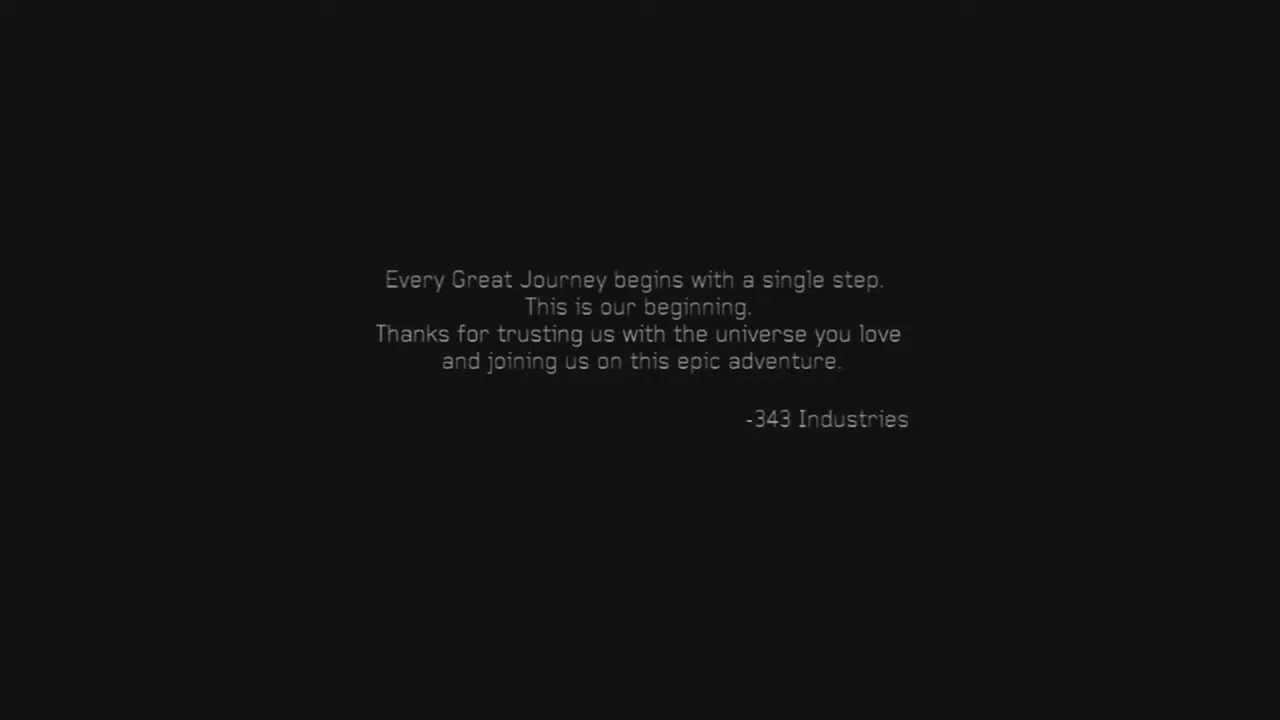 Every Great Journey begins with a single step.
This is our beginning.
Thanks for trusting us with the universe you love
and joining us on this epic adventure.
-343 Industries